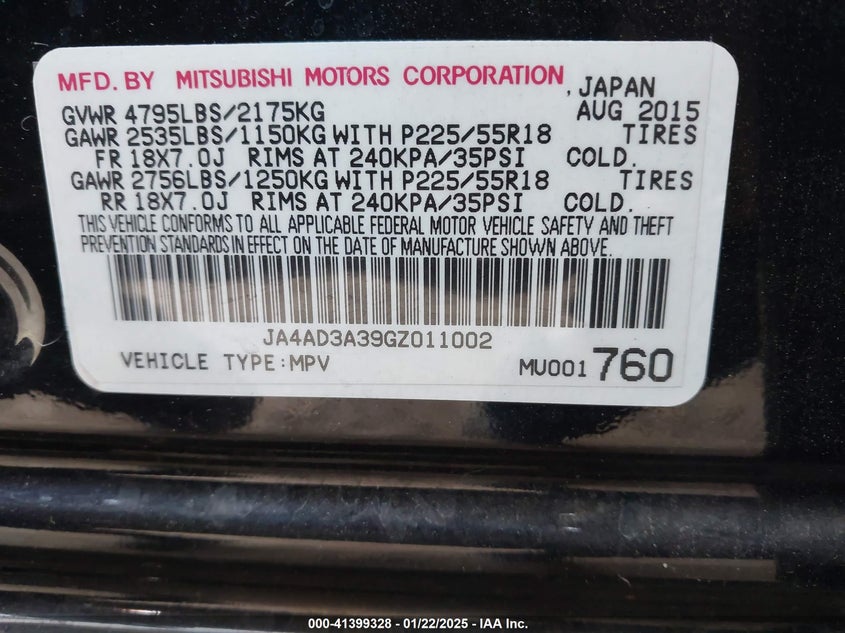 MFD. BY MITSUBISHI MOTORS CORPORATION, JAPAN
GVWR 4795LBS/2175KG AUG 2015
GAWR 2535LBS/1150KG WITH P225/55R18 TIRES
FR 18X7.0J RIMS AT 240KPA/35PSI COLD.
GAWR 2756LBS/1250KG WITH P225/55R18 TIRES
RR 18X7.0J RIMS AT 240KPA/35PSI COLD.
THIS VEHICLE CONFORMS TO ALL APPLICABLE FEDERAL MOTOR VEHICLE SAFETY AND THEFT
PREVENTION STANDARDS IN EFFECT ON THE DATE OF MANUFACTURE SHOWN ABOVE.
JA4AD3A39GZ011002
VEHICLE TYPE:MPV MU001760
000-41399328 - 01/22/2025 - IAA Inc.